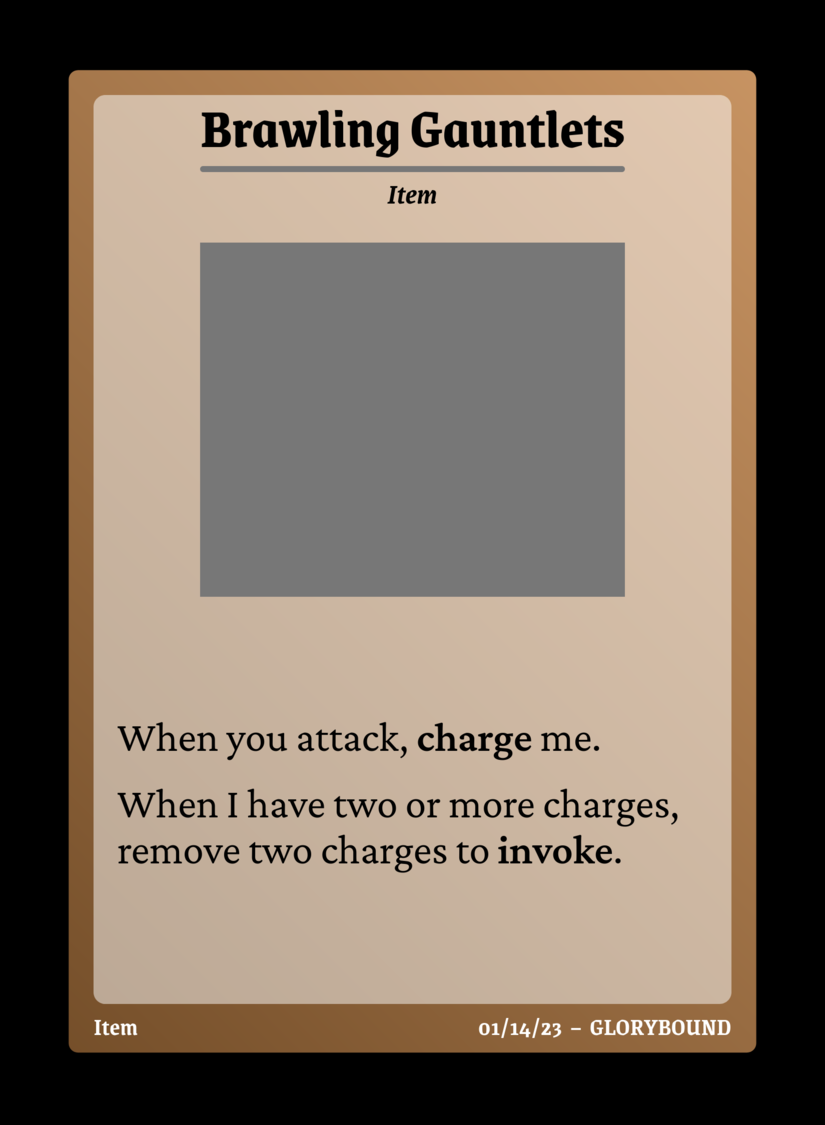 Brawling Gauntlets
Item
When you attack, charge me.
When I have two or more charges,
remove two charges to invoke.
Item
01/14/23 – GLORYBOUND